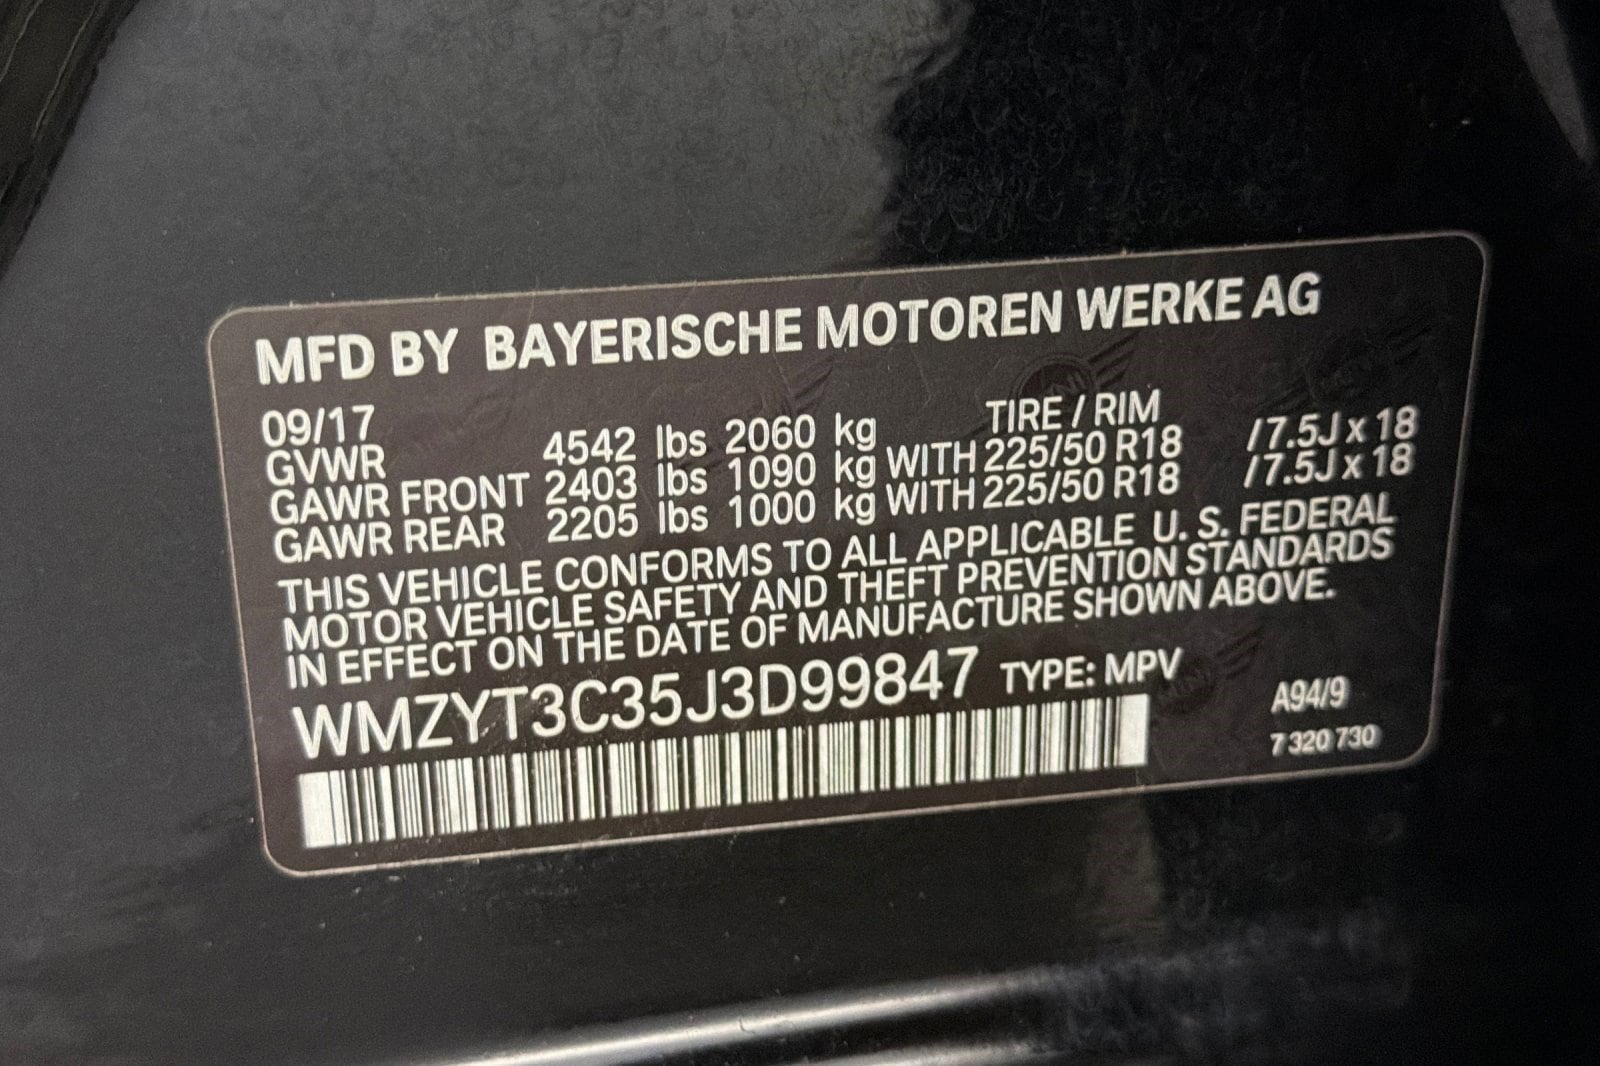 MFD BY BAYERISCHE MOTOREN WERKE AG
09/17 TIRE / RIM
GVWR 4542 lbs 2060 kg
GAWR FRONT 2403 lbs 1090 kg WITH 225/50 R18 / 7.5J x 18
GAWR REAR 2205 lbs 1000 kg WITH 225/50 R18 / 7.5J x 18
THIS VEHICLE CONFORMS TO ALL APPLICABLE U. S. FEDERAL
MOTOR VEHICLE SAFETY AND THEFT PREVENTION STANDARDS
IN EFFECT ON THE DATE OF MANUFACTURE SHOWN ABOVE.
WMZYT3C35J3D99847 TYPE: MPV
A94/9
7 320 730